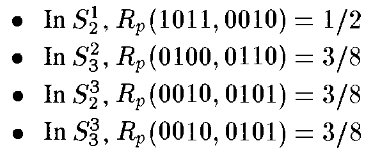 • In $S_2^1$, $R_p(1011, 0010) = 1/2$
• In $S_3^2$, $R_p(0100, 0110) = 3/8$
• In $S_2^3$, $R_p(0010, 0101) = 3/8$
• In $S_3^3$, $R_p(0010, 0101) = 3/8$